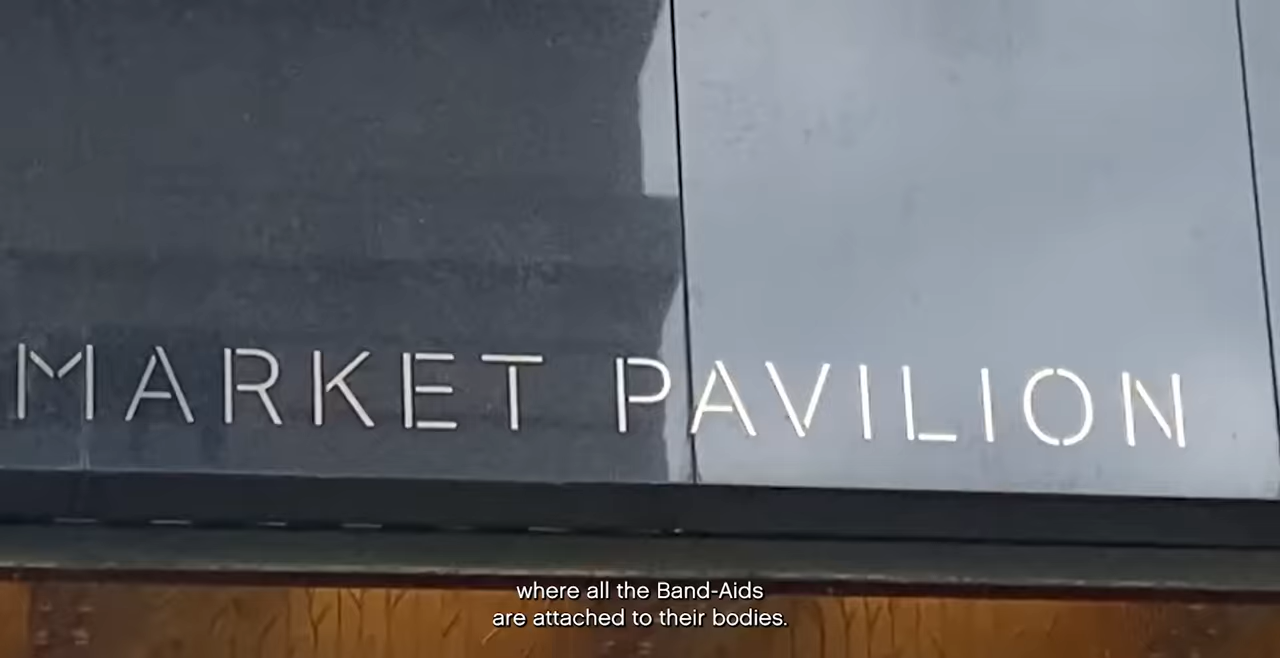 MARKET PAVILION
where all the Band-Aids
are attached to their bodies.